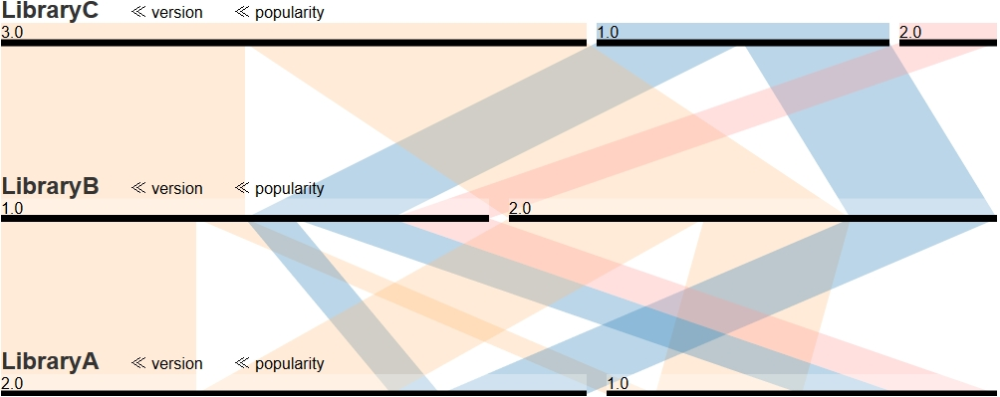 LibraryC ≪ version ≪ popularity
3.0 1.0 2.0
LibraryB ≪ version ≪ popularity
1.0 2.0
LibraryA ≪ version ≪ popularity
2.0 1.0